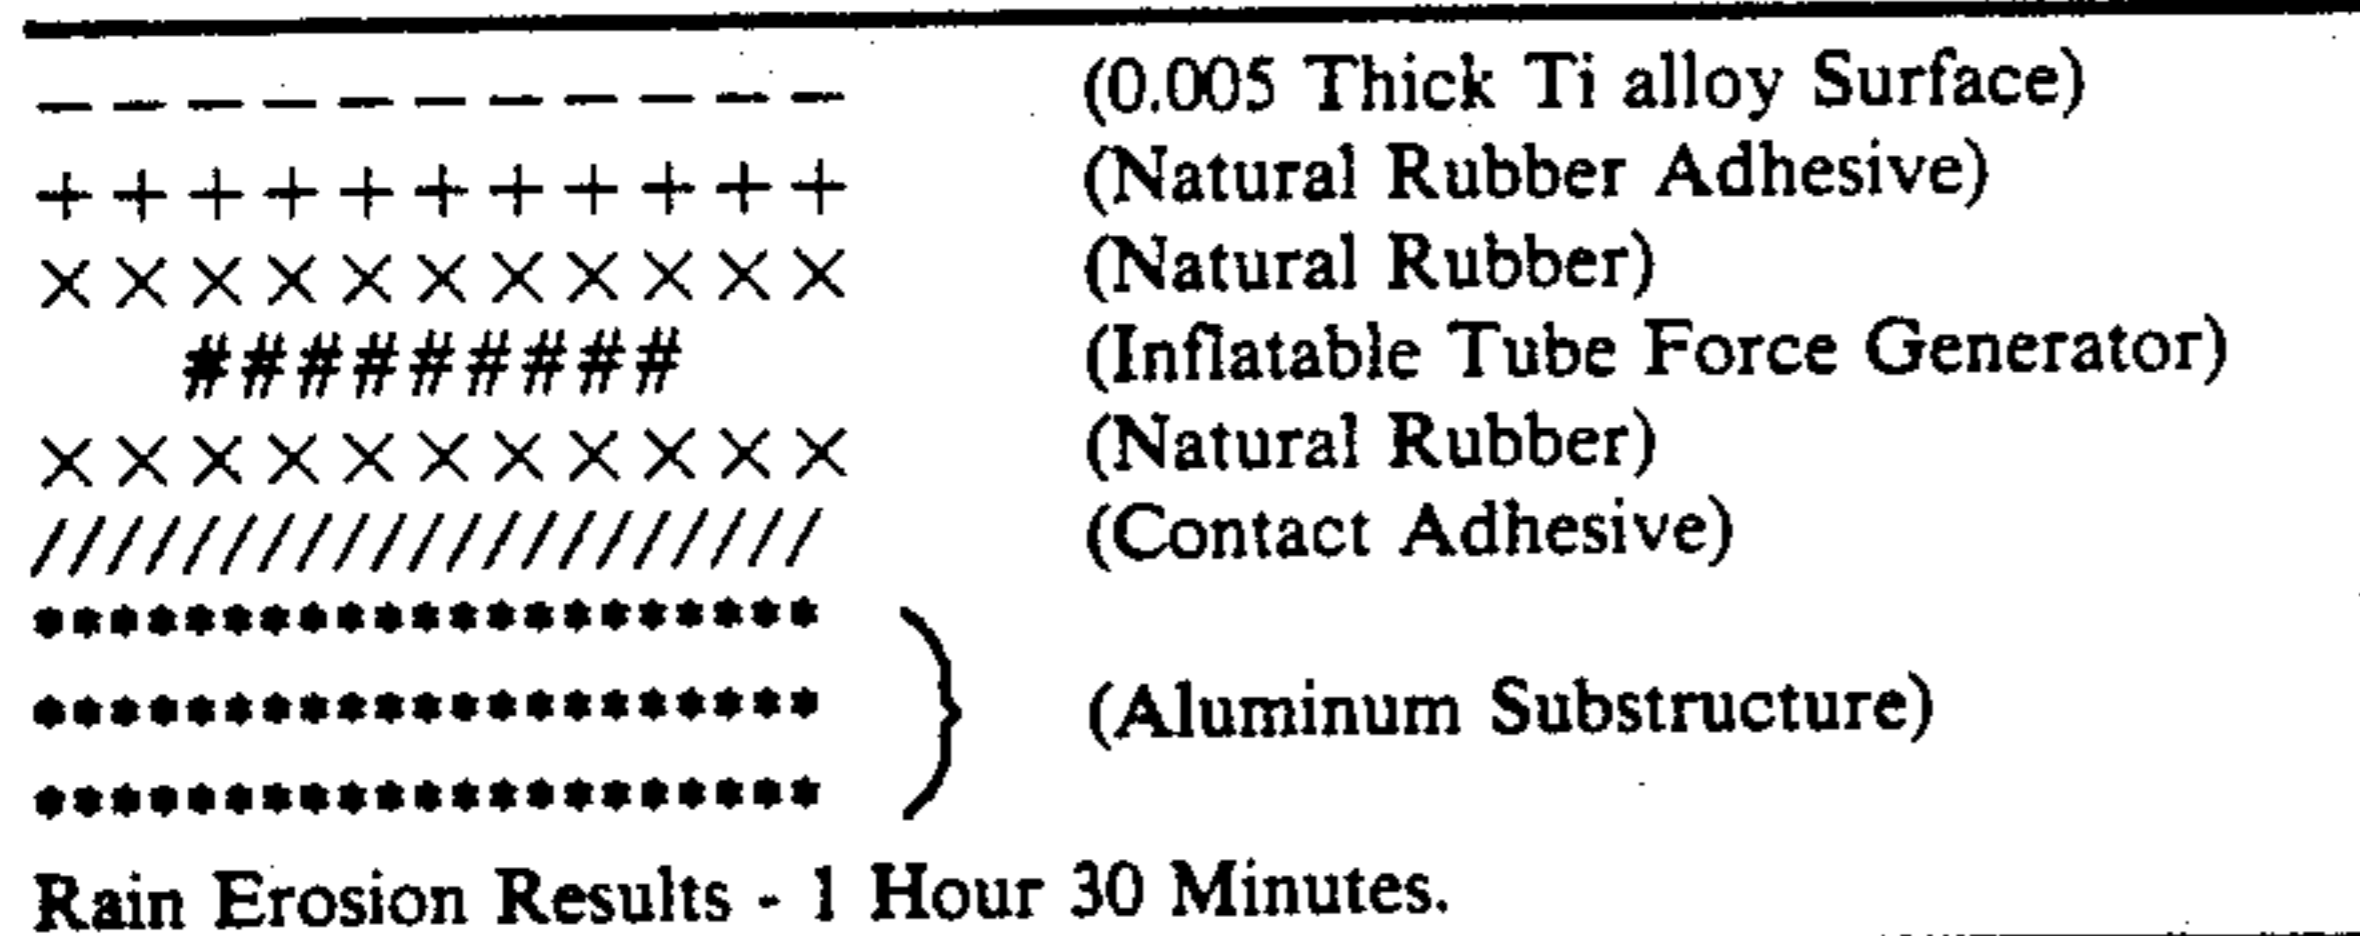 — — — — — — — — — — — (0.005 Thick Ti alloy Surface)
+ + + + + + + + + + + (Natural Rubber Adhesive)
× × × × × × × × × × × (Natural Rubber)
######### (Inflatable Tube Force Generator)
× × × × × × × × × × × (Natural Rubber)
///////////////////// (Contact Adhesive)
•••••••••••••••••••••
••••••••••••••••••••• (Aluminum Substructure)
•••••••••••••••••••••
Rain Erosion Results - 1 Hour 30 Minutes.